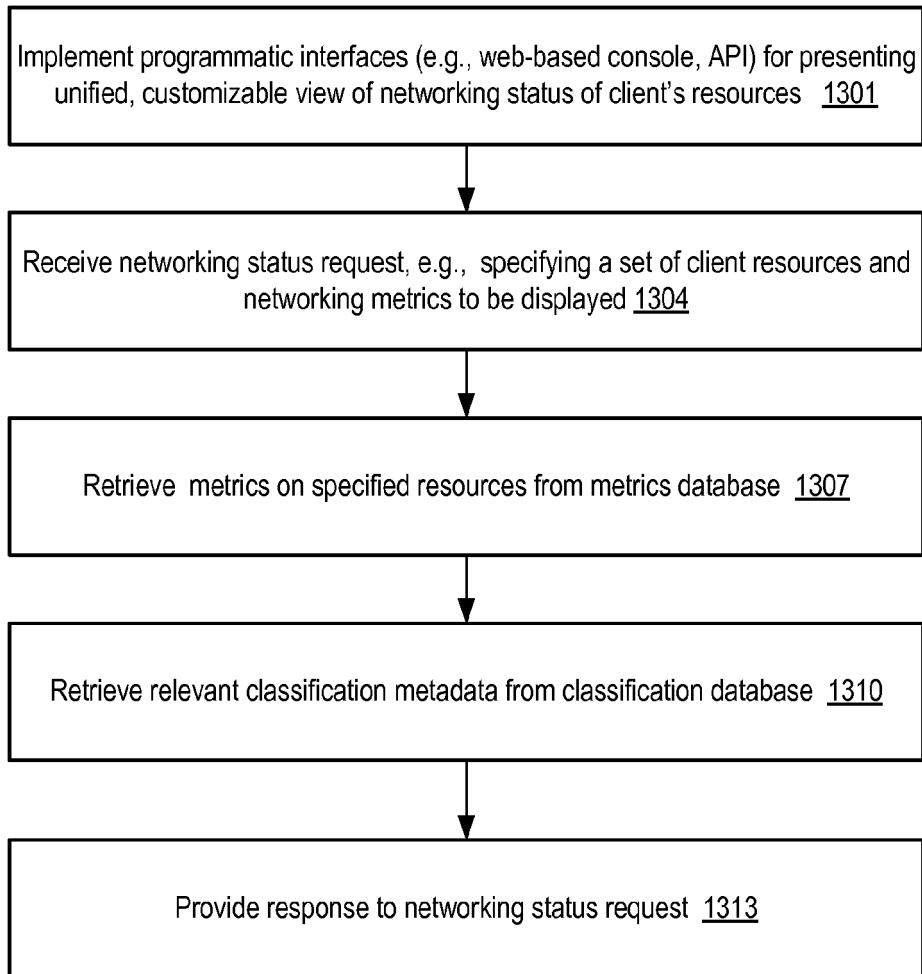 Implement programmatic interfaces (e.g., web-based console, API) for presenting
unified, customizable view of networking status of client's resources 1301
Receive networking status request, e.g., specifying a set of client resources and
networking metrics to be displayed 1304
Retrieve metrics on specified resources from metrics database 1307
Retrieve relevant classification metadata from classification database 1310
Provide response to networking status request 1313